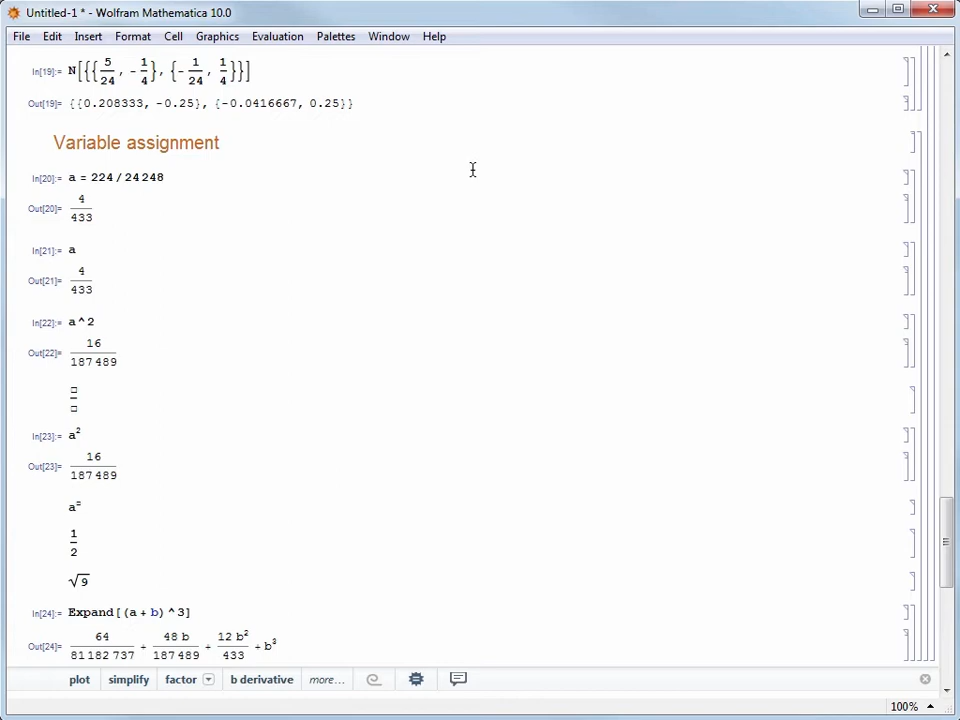 Untitled-1 * - Wolfram Mathematica 10.0
File Edit Insert Format Cell Graphics Evaluation Palettes Window Help
In[19]:= N[{{{5/24, -1/4}, {-1/24, 1/4}}}]
Out[19]= {{0.208333, -0.25}, {-0.0416667, 0.25}}
Variable assignment
In[20]:= a = 224 / 24 248
Out[20]= 4/433
In[21]:= a
Out[21]= 4/433
In[22]:= a^2
Out[22]= 16/187 489
□/□
In[23]:= a²
Out[23]= 16/187 489
a⁼
1/2
√9
In[24]:= Expand[(a + b)^3]
Out[24]= 64/81 182 737 + 48 b/187 489 + 12 b²/433 + b³
plot simplify factor b derivative more...
100%